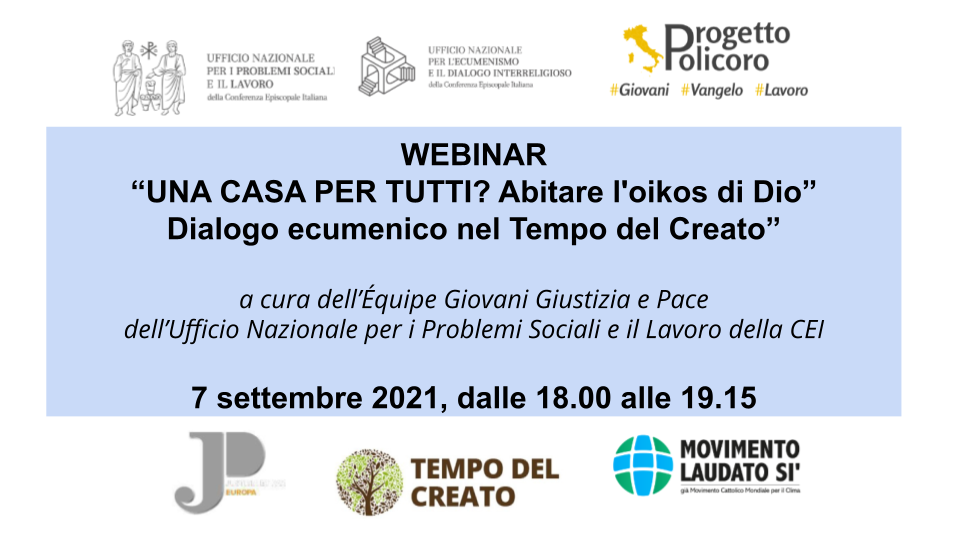 UFFICIO NAZIONALE
PER I PROBLEMI SOCIALI
E IL LAVORO
della Conferenza Episcopale Italiana
UFFICIO NAZIONALE
PER L'ECUMENISMO
E IL DIALOGO INTERRELIGIOSO
della Conferenza Episcopale Italiana
Progetto
Policoro
#Giovani #Vangelo #Lavoro
WEBINAR
“UNA CASA PER TUTTI? Abitare l'oikos di Dio”
Dialogo ecumenico nel Tempo del Creato”
a cura dell’Équipe Giovani Giustizia e Pace
dell’Ufficio Nazionale per i Problemi Sociali e il Lavoro della CEI
7 settembre 2021, dalle 18.00 alle 19.15
JP
EUROPA
TEMPO DEL
CREATO
MOVIMENTO
LAUDATO SI'
già Movimento Cattolico Mondiale per il Clima